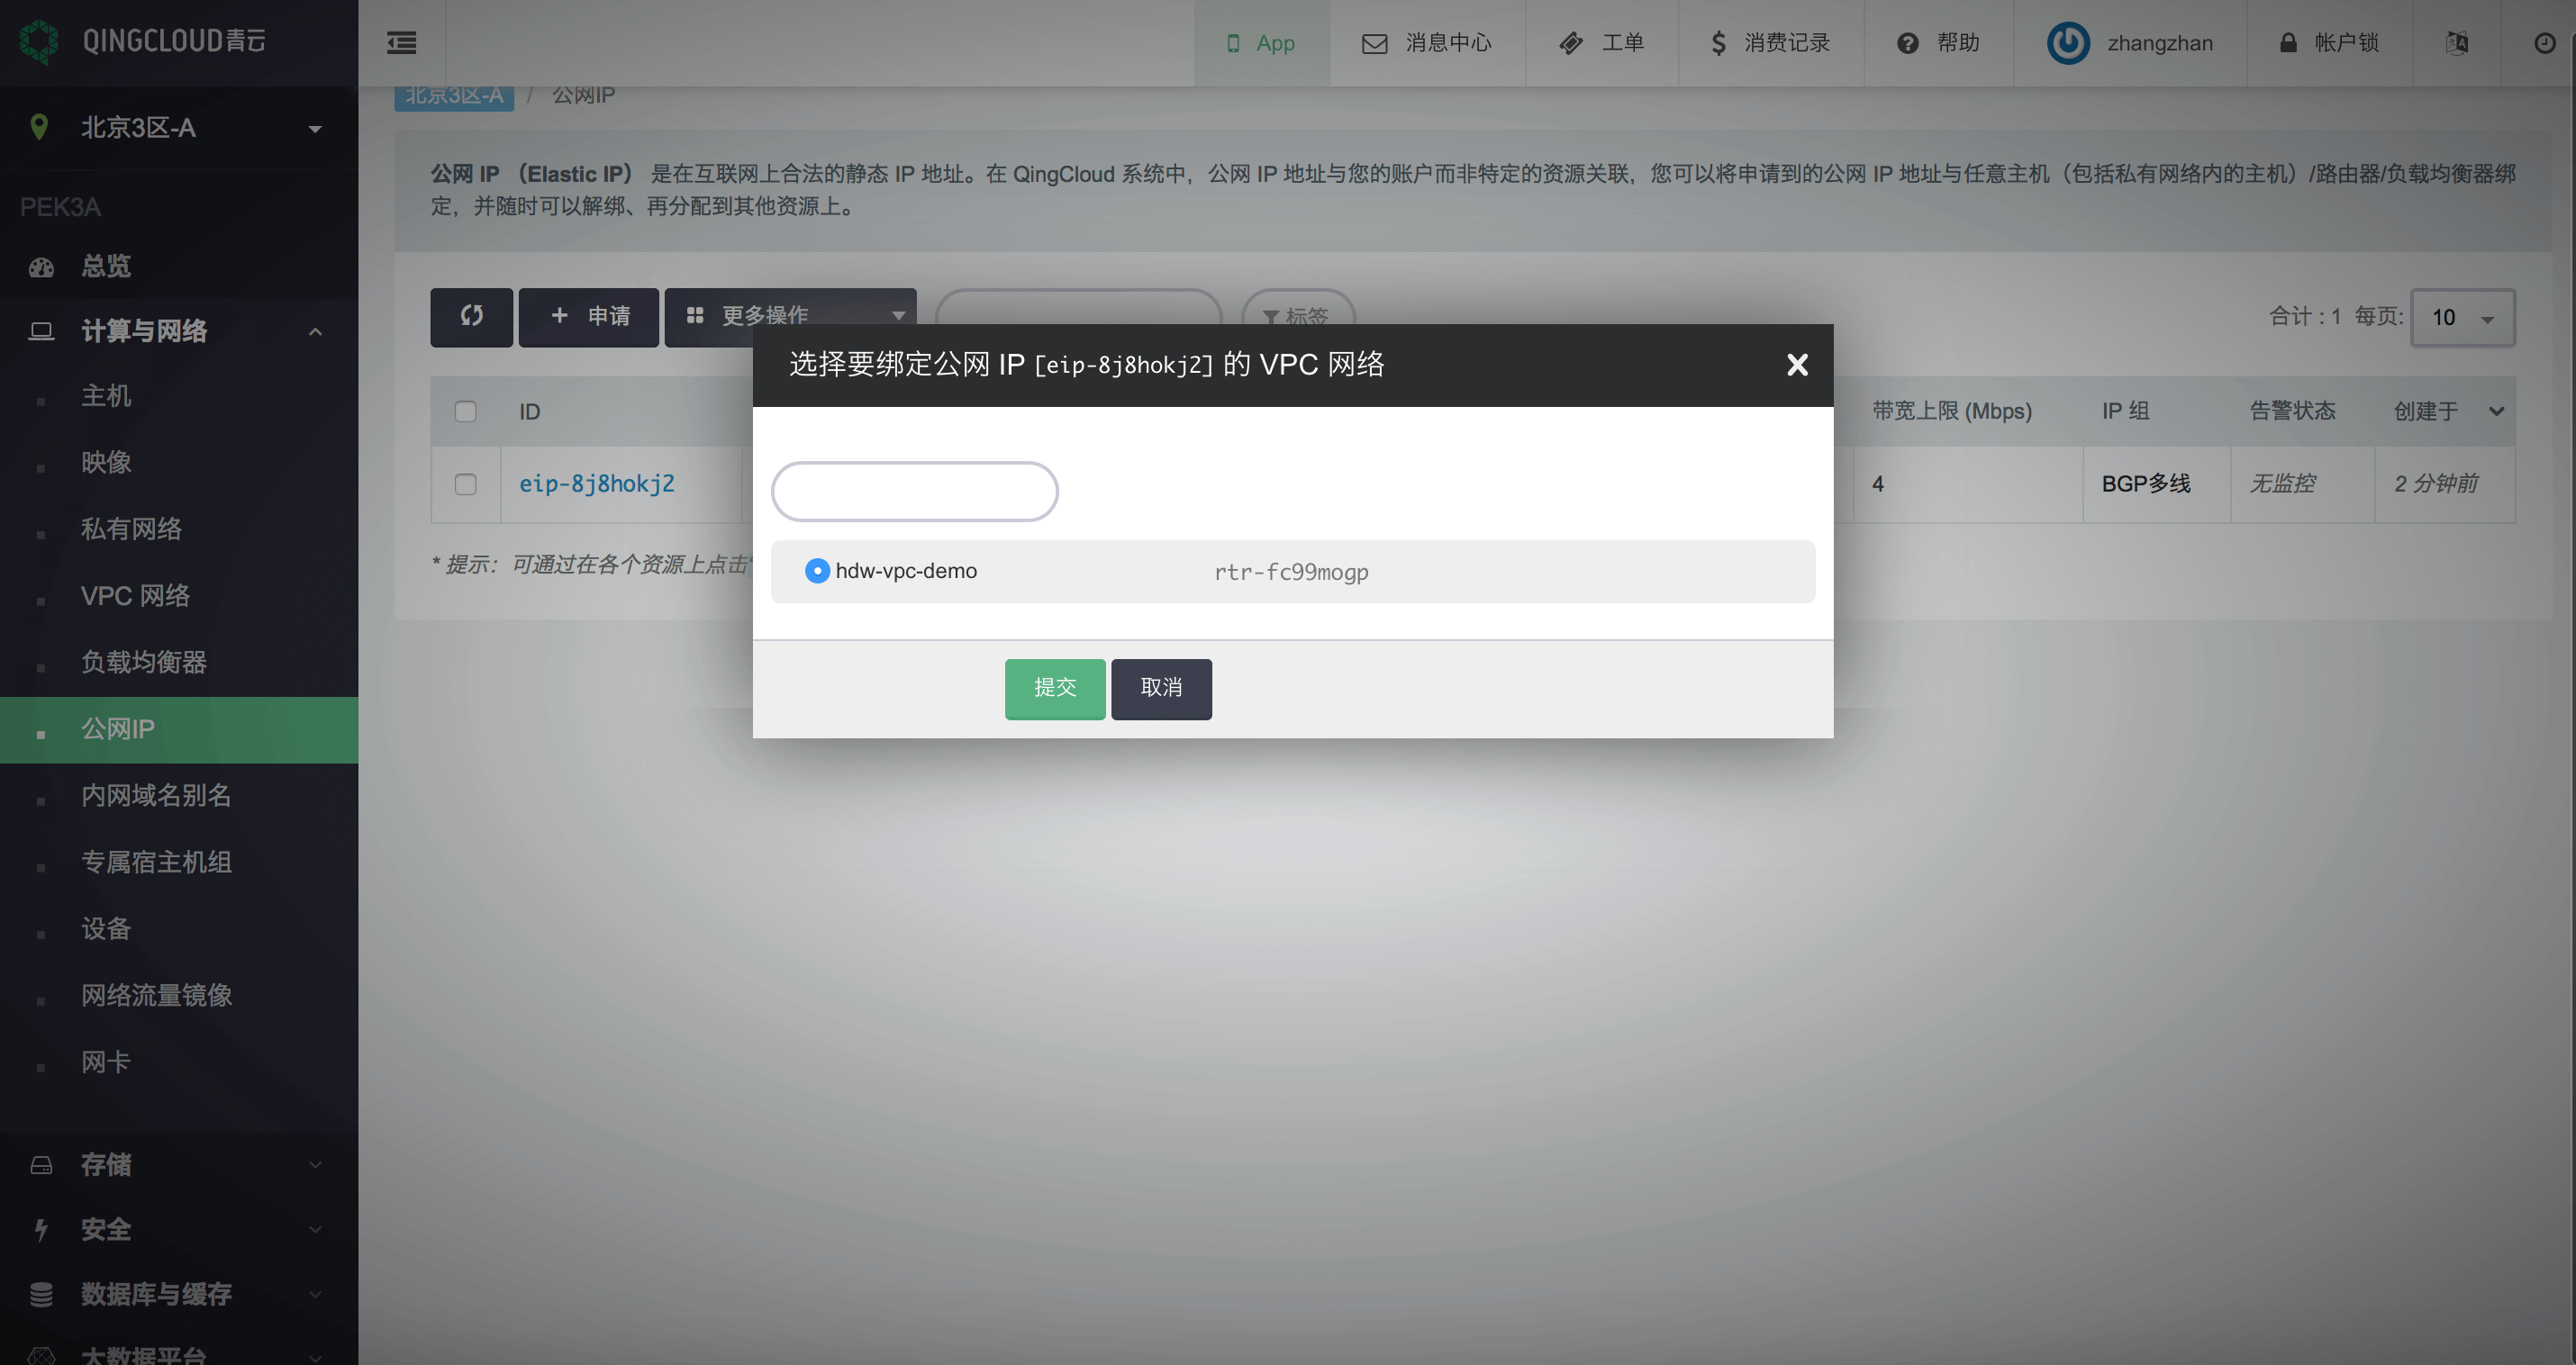 QINGCLOUD青云
App
消息中心
工单
消费记录
帮助
zhangzhan
帐户锁
北京3区-A
PEK3A
总览
计算与网络
主机
映像
私有网络
VPC 网络
负载均衡器
公网IP
内网域名别名
专属宿主机组
设备
网络流量镜像
网卡
存储
安全
数据库与缓存
大数据平台
北京3区-A / 公网IP
公网 IP （Elastic IP） 是在互联网上合法的静态 IP 地址。在 QingCloud 系统中，公网 IP 地址与您的账户而非特定的资源关联，您可以将申请到的公网 IP 地址与任意主机（包括私有网络内的主机）/路由器/负载均衡器绑
定，并随时可以解绑、再分配到其他资源上。
申请
更多操作
标签
合计 : 1 每页: 10
ID
带宽上限 (Mbps)
IP 组
告警状态
创建于
eip-8j8hokj2
4
BGP多线
无监控
2 分钟前
* 提示：可通过在各个资源上点击
选择要绑定公网 IP [eip-8j8hokj2] 的 VPC 网络
hdw-vpc-demo
rtr-fc99mogp
提交
取消